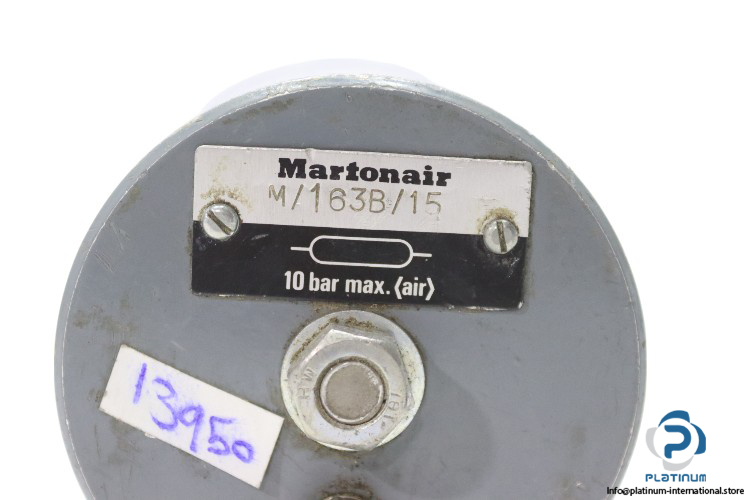 Martonair
M/163B/15
10 bar max. (air)
13950
PLATINUM
info@platinum-international.store